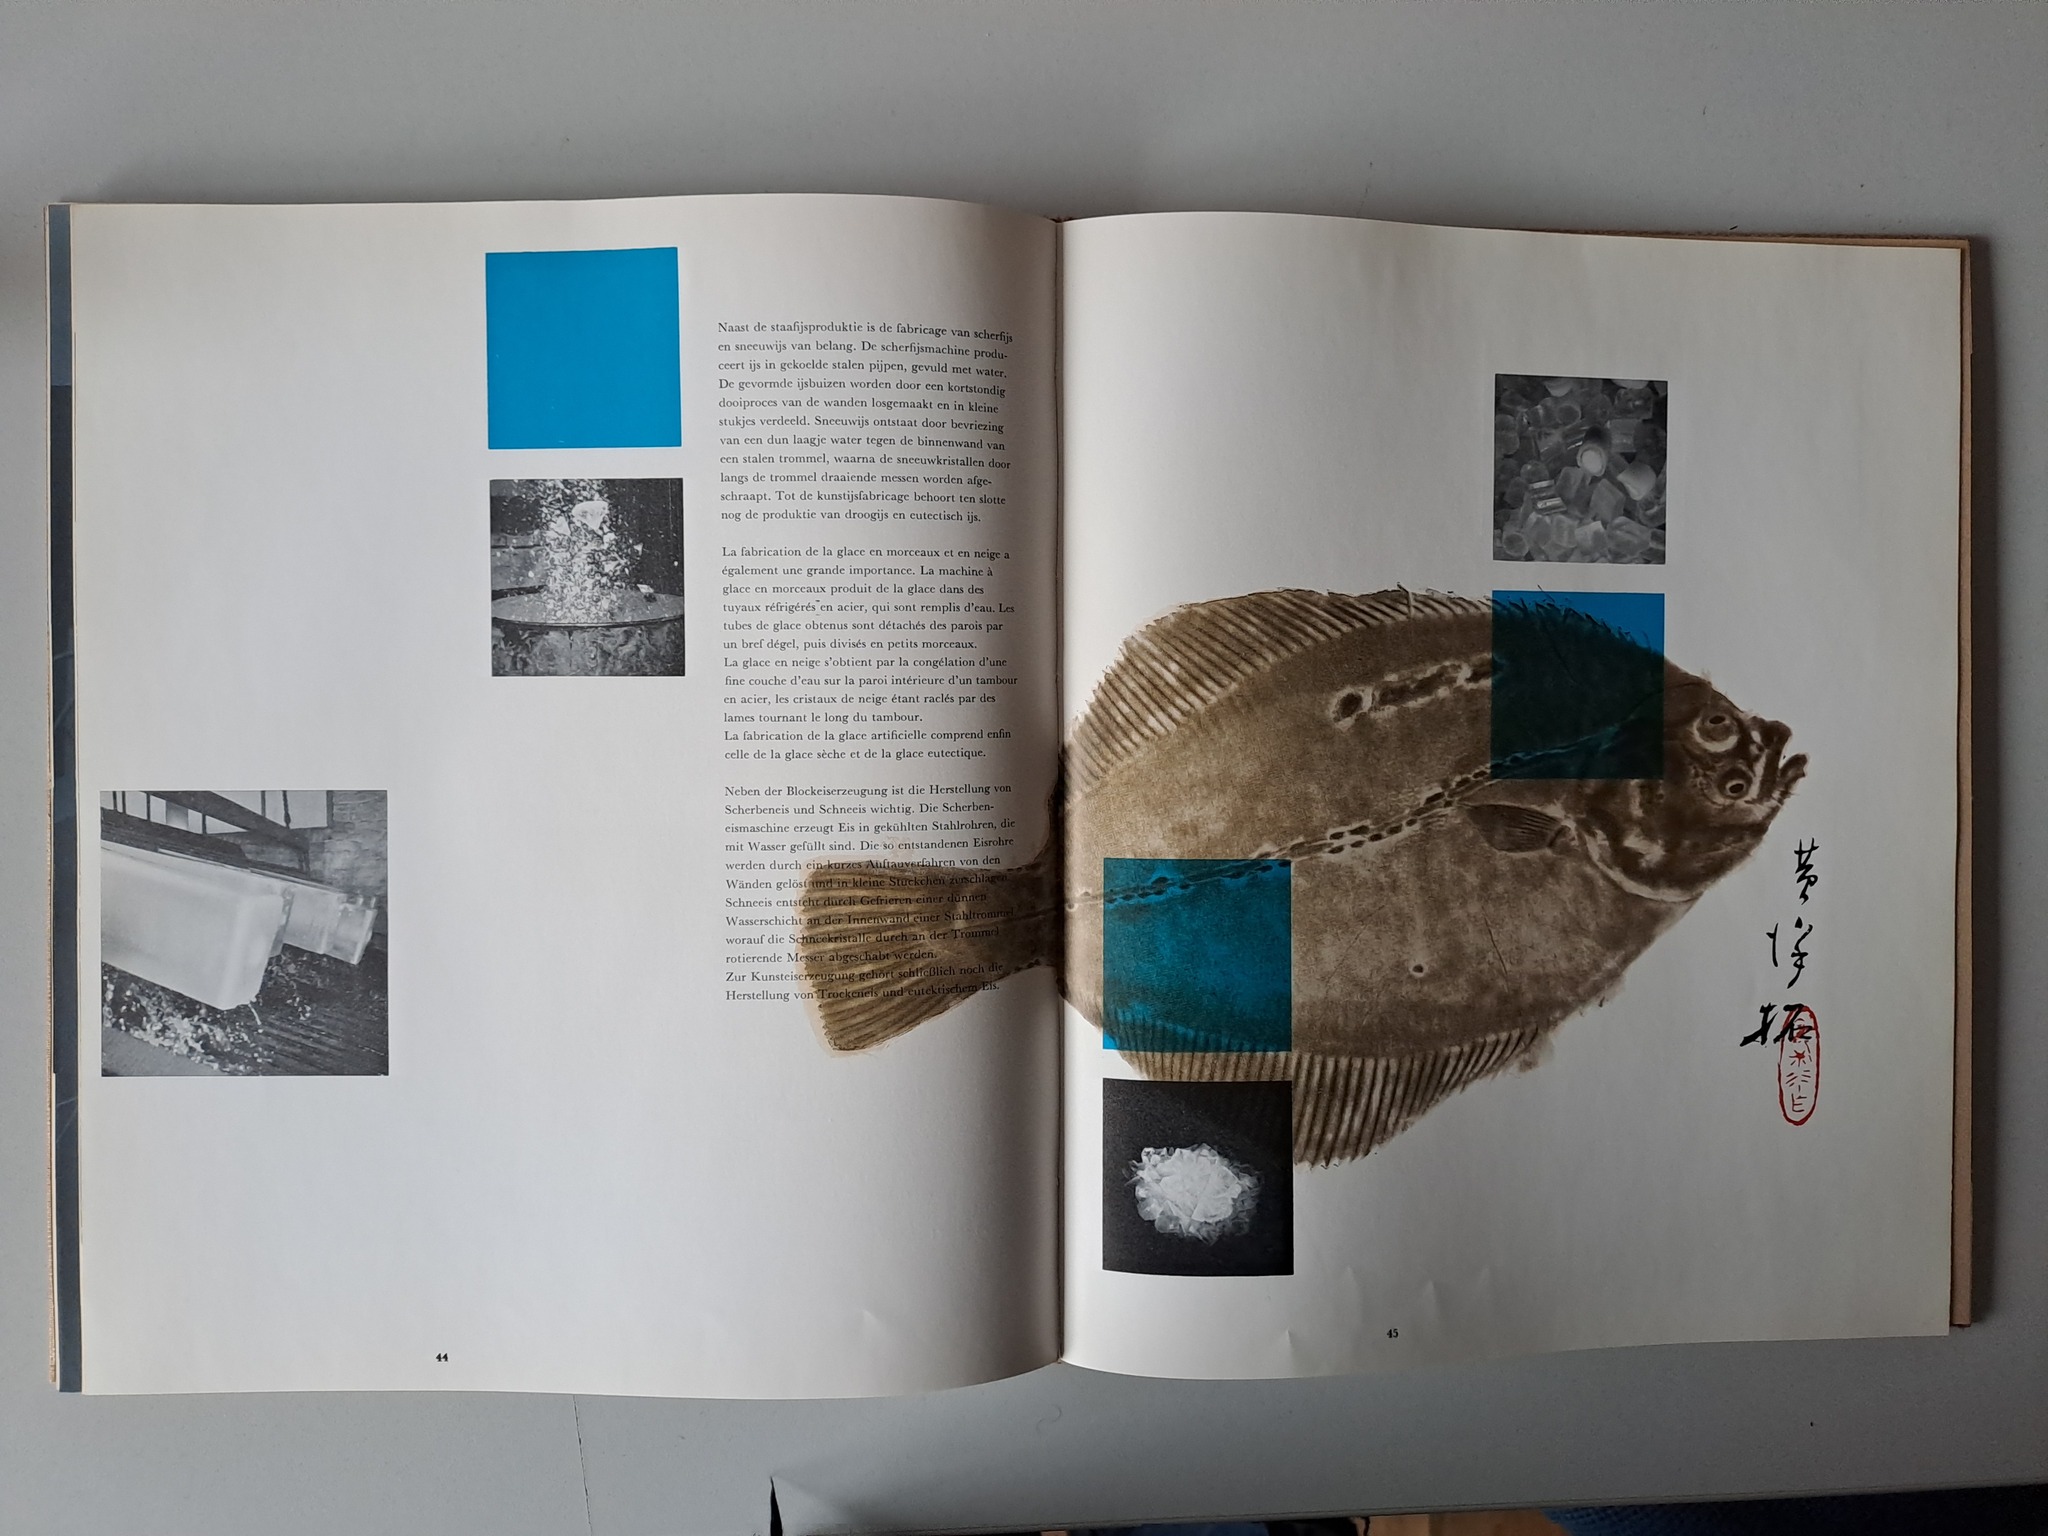 Naast de staafijsproduktie is de fabricage van scherfijs
en sneeuwijs van belang. De scherfijsmachine produ-
ceert ijs in gekoelde stalen pijpen, gevuld met water.
De gevormde ijsbuizen worden door een kortstondig
dooiproces van de wanden losgemaakt en in kleine
stukjes verdeeld. Sneeuwijs ontstaat door bevriezing
van een dun laagje water tegen de binnenwand van
een stalen trommel, waarna de sneeuwkristallen door
langs de trommel draaiende messen worden afge-
schraapt. Tot de kunstijsfabricage behoort ten slotte
nog de produktie van droogijs en eutectisch ijs.
La fabrication de la glace en morceaux et en neige a
également une grande importance. La machine à
glace en morceaux produit de la glace dans des
tuyaux réfrigérés en acier, qui sont remplis d'eau. Les
tubes de glace obtenus sont détachés des parois par
un bref dégel, puis divisés en petits morceaux.
La glace en neige s'obtient par la congélation d'une
fine couche d'eau sur la paroi intérieure d'un tambour
en acier, les cristaux de neige étant raclés par des
lames tournant le long du tambour.
La fabrication de la glace artificielle comprend enfin
celle de la glace sèche et de la glace eutectique.
Neben der Blockeiserzeugung ist die Herstellung von
Scherbeneis und Schneeis wichtig. Die Scherben-
eismaschine erzeugt Eis in gekühlten Stahlrohren, die
mit Wasser gefüllt sind. Die so entstandenen Eisrohre
werden durch ein kurzes Auftauverfahren von den
Wänden gelöst und in kleine Stückchen zerschlagen.
Schneeis entsteht durch Gefrieren einer dünnen
Wasserschicht an der Innenwand einer Stahltrommel
worauf die Schneekristalle durch an der Trommel
rotierende Messer abgeschabt werden.
Zur Kunsteiserzeugung gehört schließlich noch die
Herstellung von Trockeneis und eutektischem Eis.
44
45